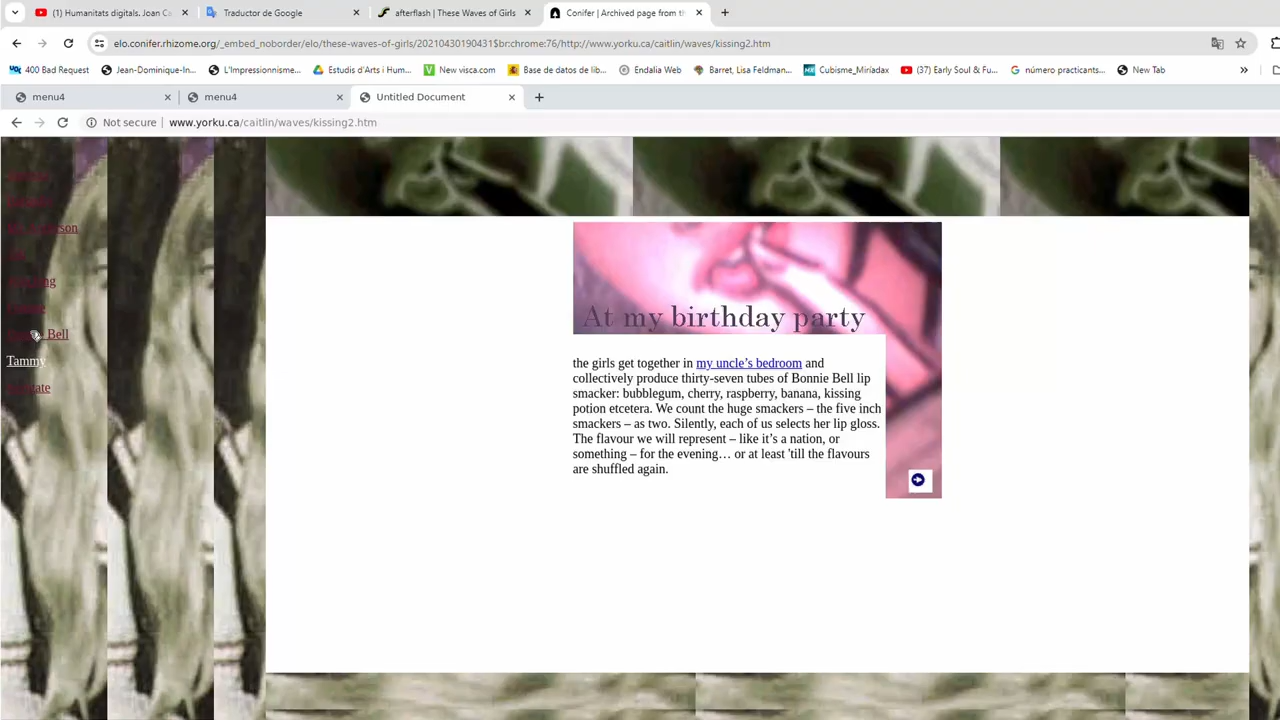 (1) Humanitats digitals. Joan Ca
Traductor de Google
afterflash | These Waves of Girls
Conifer | Archived page from th
elo.conifer.rhizome.org/_embed_noborder/elo/these-waves-of-girls/20210430190431$br:chrome:76/http://www.yorku.ca/caitlin/waves/kissing2.htm
400 Bad Request
Jean-Dominique-In...
L'Impressionnisme...
Estudis d'Arts i Hum...
New visca.com
Base de datos de lib...
Endalia Web
Barret, Lisa Feldman...
Cubisme_Miríadax
(37) Early Soul & Fu...
número practicants...
New Tab
menu4
menu4
Untitled Document
Not secure
www.yorku.ca/caitlin/waves/kissing2.htm
Bell
Tammy
At my birthday party
the girls get together in my uncle’s bedroom and
collectively produce thirty-seven tubes of Bonnie Bell lip
smacker: bubblegum, cherry, raspberry, banana, kissing
potion etcetera. We count the huge smackers – the five inch
smackers – as two. Silently, each of us selects her lip gloss.
The flavour we will represent – like it’s a nation, or
something – for the evening… or at least 'till the flavours
are shuffled again.